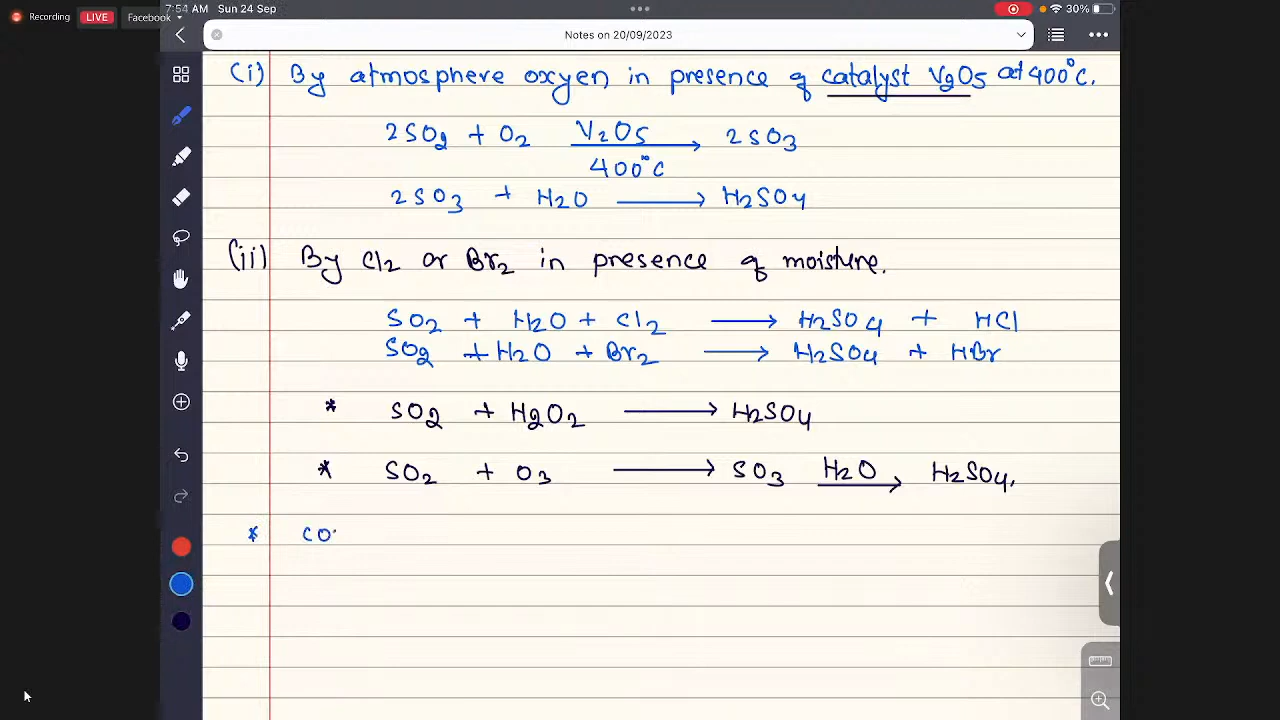 Recording LIVE Facebook
7:54 AM Sun 24 Sep
30%
Notes on 20/09/2023
(i) By atmosphere oxyen in presence of catalyst V2O5 at 400°C.
2SO2 + O2 V2O5 → 2SO3
400°C
2SO3 + H2O → H2SO4
(ii) By Cl2 or Br2 in presence of moisture.
SO2 + H2O + Cl2 → H2SO4 + HCl
SO2 + H2O + Br2 → H2SO4 + HBr
* SO2 + H2O2 → H2SO4
* SO2 + O3 → SO3 H2O → H2SO4.
* CO